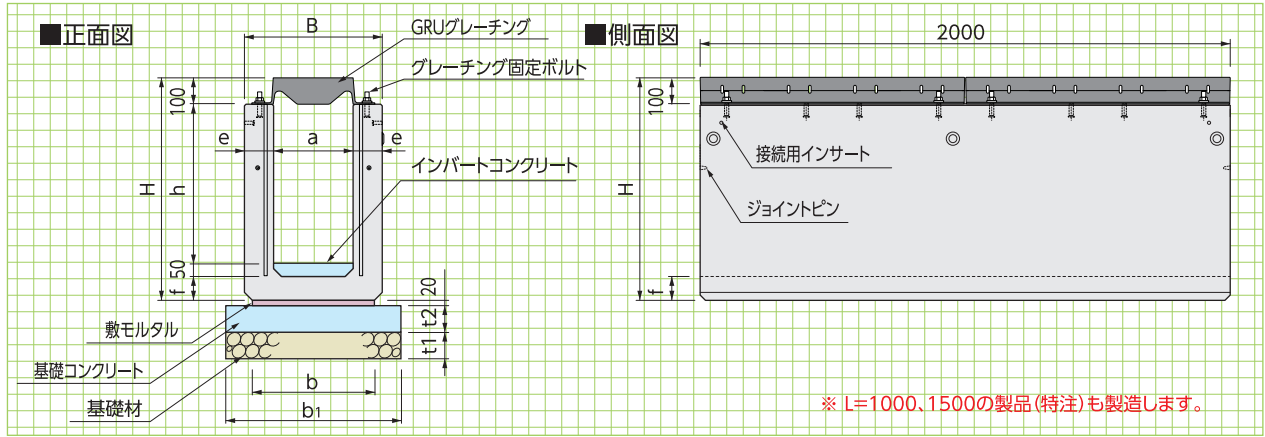 ■正面図
B
GRUグレーチング
グレーチング固定ボルト
100
e
a
e
H
h
インバートコンクリート
50
f
20
t2
t1
敷モルタル
基礎コンクリート
基礎材
b
b1
■側面図
2000
100
H
接続用インサート
ジョイントピン
f
※ L=1000、1500の製品(特注)も製造します。